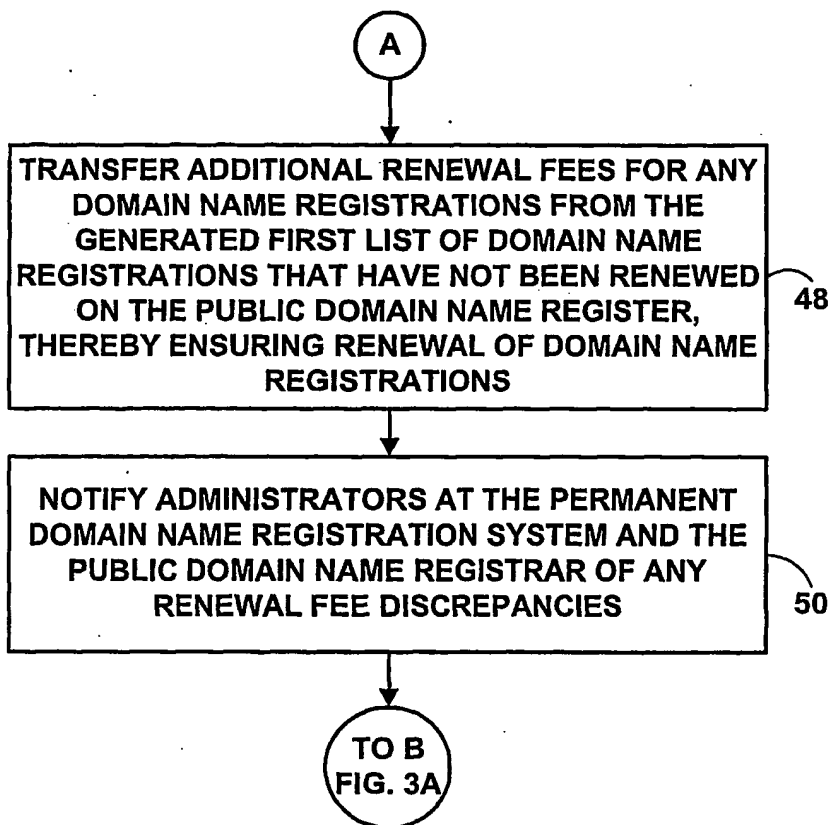 A
TRANSFER ADDITIONAL RENEWAL FEES FOR ANY
DOMAIN NAME REGISTRATIONS FROM THE
GENERATED FIRST LIST OF DOMAIN NAME
REGISTRATIONS THAT HAVE NOT BEEN RENEWED
ON THE PUBLIC DOMAIN NAME REGISTER,
THEREBY ENSURING RENEWAL OF DOMAIN NAME
REGISTRATIONS
48
NOTIFY ADMINISTRATORS AT THE PERMANENT
DOMAIN NAME REGISTRATION SYSTEM AND THE
PUBLIC DOMAIN NAME REGISTRAR OF ANY
RENEWAL FEE DISCREPANCIES
50
TO B
FIG. 3A